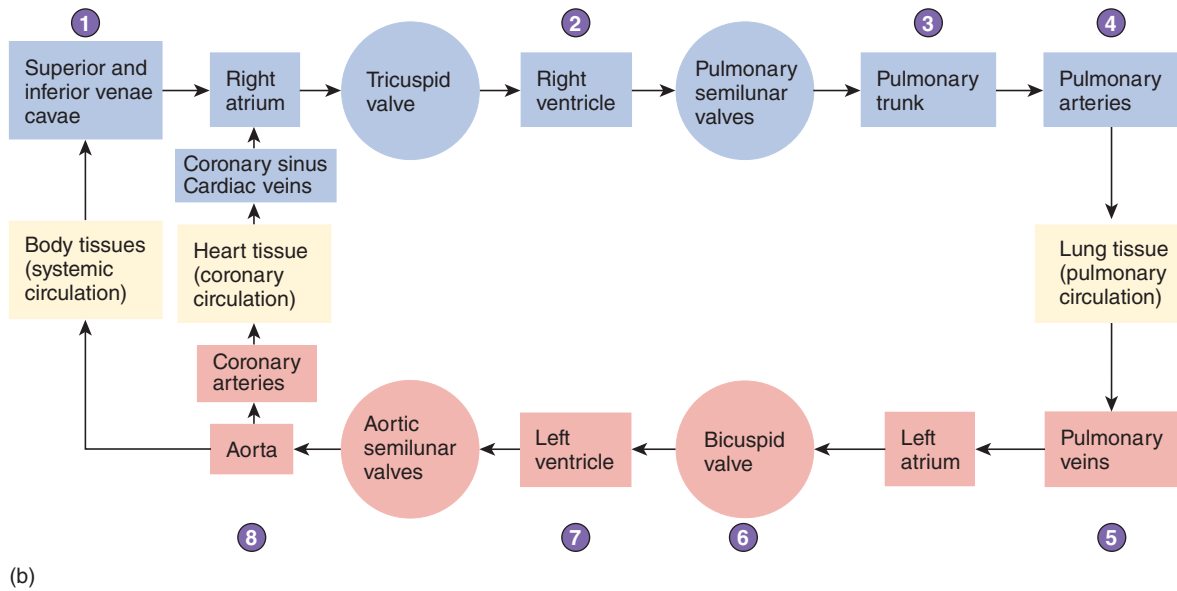 1
2
3
4
Superior and
inferior venae
cavae
Right
atrium
Tricuspid
valve
Right
ventricle
Pulmonary
semilunar
valves
Pulmonary
trunk
Pulmonary
arteries
Coronary sinus
Cardiac veins
Body tissues
(systemic
circulation)
Heart tissue
(coronary
circulation)
Lung tissue
(pulmonary
circulation)
Coronary
arteries
Aorta
Aortic
semilunar
valves
Left
ventricle
Bicuspid
valve
Left
atrium
Pulmonary
veins
8
7
6
5
(b)